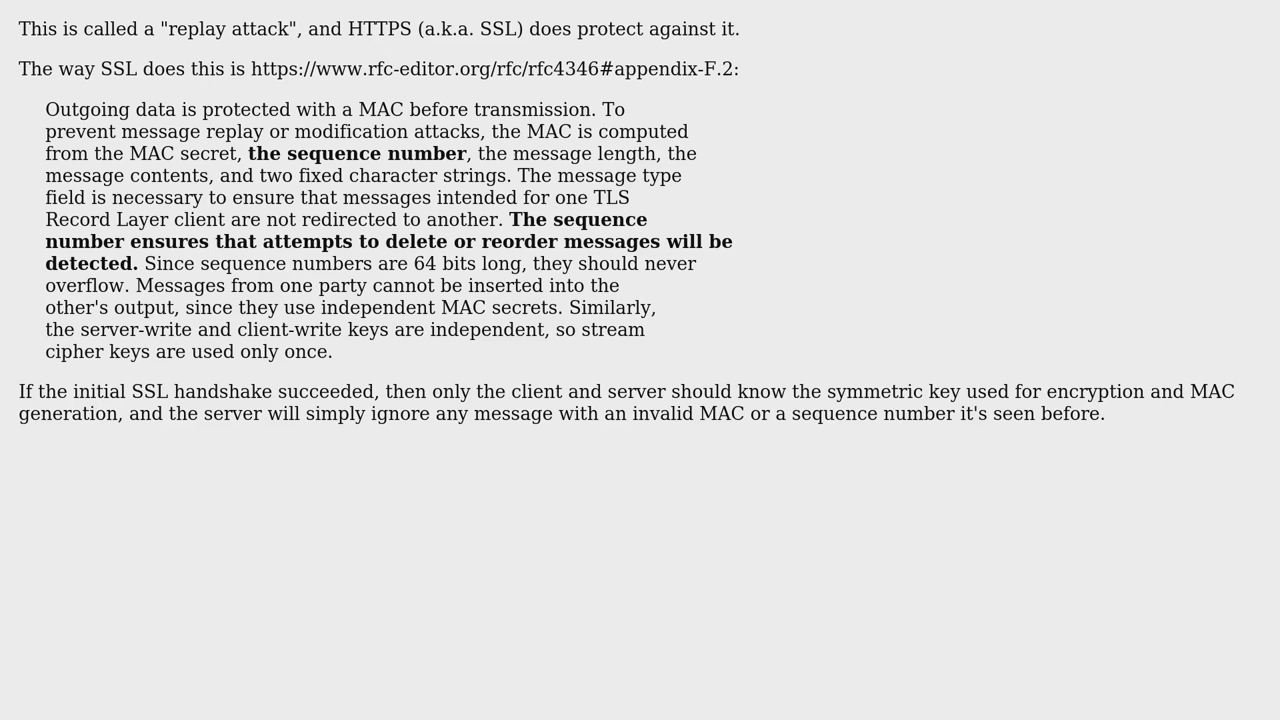 This is called a "replay attack", and HTTPS (a.k.a. SSL) does protect against it.
The way SSL does this is https://www.rfc-editor.org/rfc/rfc4346#appendix-F.2:
Outgoing data is protected with a MAC before transmission. To
prevent message replay or modification attacks, the MAC is computed
from the MAC secret, the sequence number, the message length, the
message contents, and two fixed character strings. The message type
field is necessary to ensure that messages intended for one TLS
Record Layer client are not redirected to another. The sequence
number ensures that attempts to delete or reorder messages will be
detected. Since sequence numbers are 64 bits long, they should never
overflow. Messages from one party cannot be inserted into the
other's output, since they use independent MAC secrets. Similarly,
the server-write and client-write keys are independent, so stream
cipher keys are used only once.
If the initial SSL handshake succeeded, then only the client and server should know the symmetric key used for encryption and MAC
generation, and the server will simply ignore any message with an invalid MAC or a sequence number it's seen before.